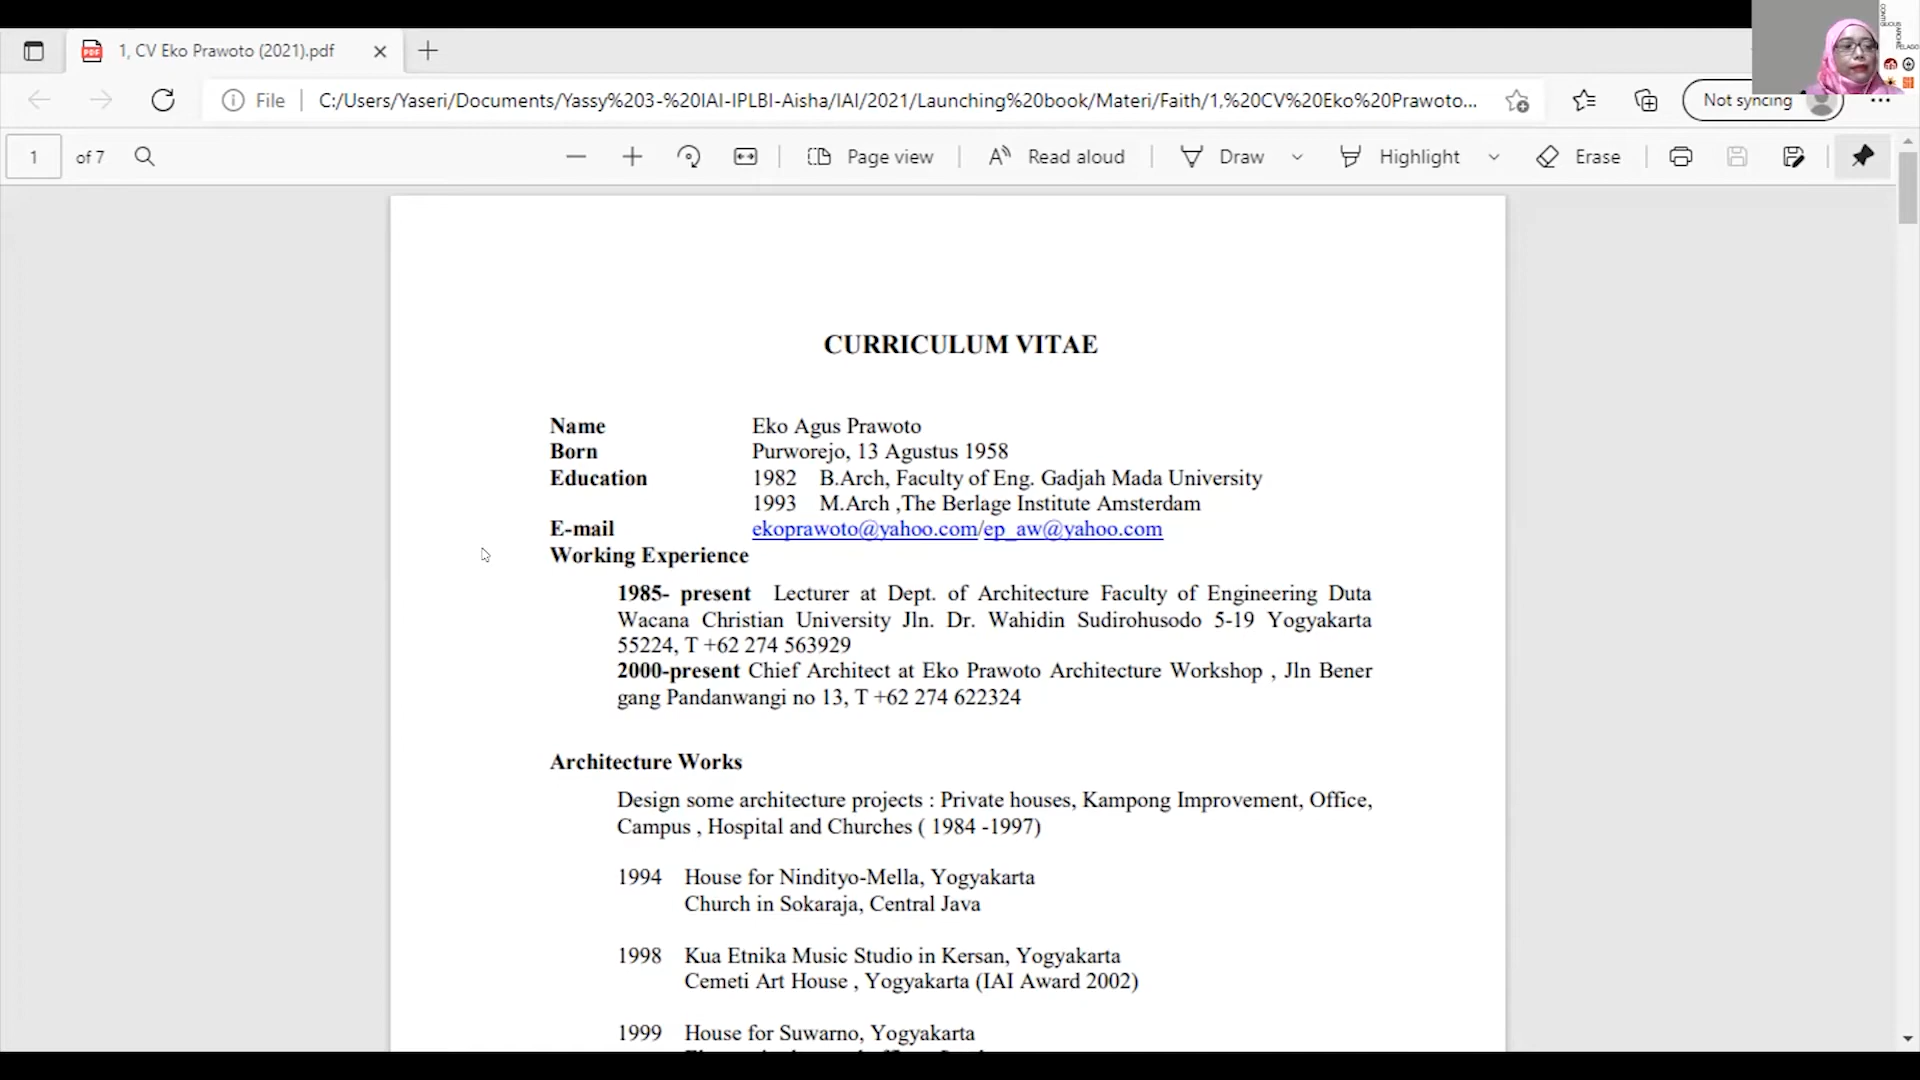 1, CV Eko Prawoto (2021).pdf
File
C:/Users/Yaseri/Documents/Yassy%203-%20IAI-IPLBI-Aisha/IAI/2021/Launching%20book/Materi/Faith/1,%20CV%20Eko%20Prawoto...
Not syncing
1 of 7
Page view
Read aloud
Draw
Highlight
Erase
CURRICULUM VITAE
Name Eko Agus Prawoto
Born Purworejo, 13 Agustus 1958
Education 1982 B.Arch, Faculty of Eng. Gadjah Mada University
1993 M.Arch ,The Berlage Institute Amsterdam
E-mail ekoprawoto@yahoo.com/ep_aw@yahoo.com
Working Experience
1985- present Lecturer at Dept. of Architecture Faculty of Engineering Duta
Wacana Christian University Jln. Dr. Wahidin Sudirohusodo 5-19 Yogyakarta
55224, T +62 274 563929
2000-present Chief Architect at Eko Prawoto Architecture Workshop , Jln Bener
gang Pandanwangi no 13, T +62 274 622324
Architecture Works
Design some architecture projects : Private houses, Kampong Improvement, Office,
Campus , Hospital and Churches ( 1984 -1997)
1994 House for Nindityo-Mella, Yogyakarta
Church in Sokaraja, Central Java
1998 Kua Etnika Music Studio in Kersan, Yogyakarta
Cemeti Art House , Yogyakarta (IAI Award 2002)
1999 House for Suwarno, Yogyakarta